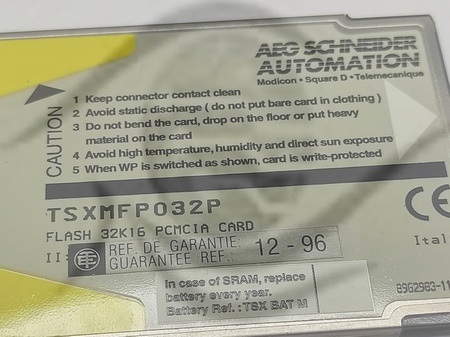 AEG SCHNEIDER
AUTOMATION
Modicon • Square D • Telemecanique
CAUTION
1 Keep connector contact clean
2 Avoid static discharge ( do not put bare card in clothing )
3 Do not bend the card, drop on the floor or put heavy
material on the card
4 Avoid high temperature, humidity and direct sun exposure
5 When WP is switched as shown, card is write-protected
TSXMFP032P
FLASH 32K16 PCMCIA CARD
CE
II:
REF. DE GARANTIE:
GUARANTEE REF.:
12 - 96
Ital
In case of SRAM, replace
battery every year.
Battery Ref.: TSX BAT M
8962983-11